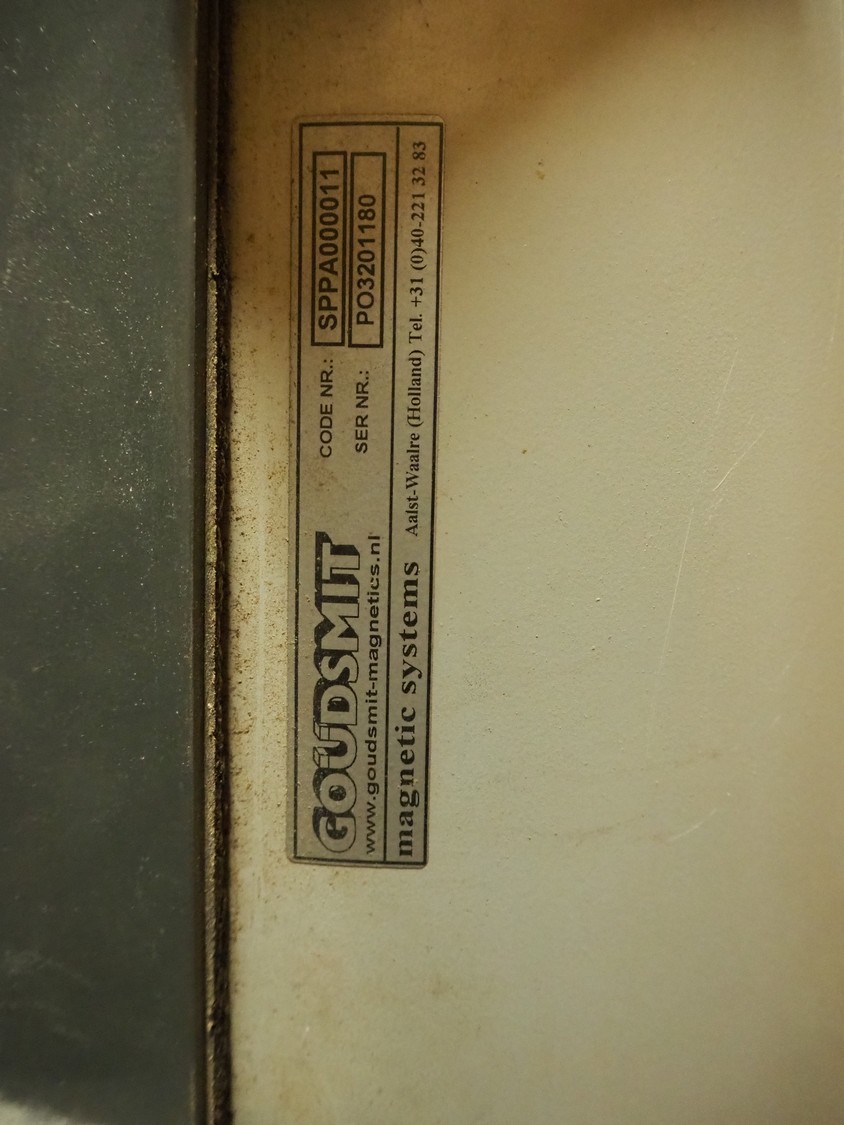 GOUDSMIT
www.goudsmit-magnetics.nl
CODE NR.: SPPA000011
SER NR.: PO3201180
magnetic systems Aalst-Waalre (Holland) Tel. +31 (0)40-221 32 83